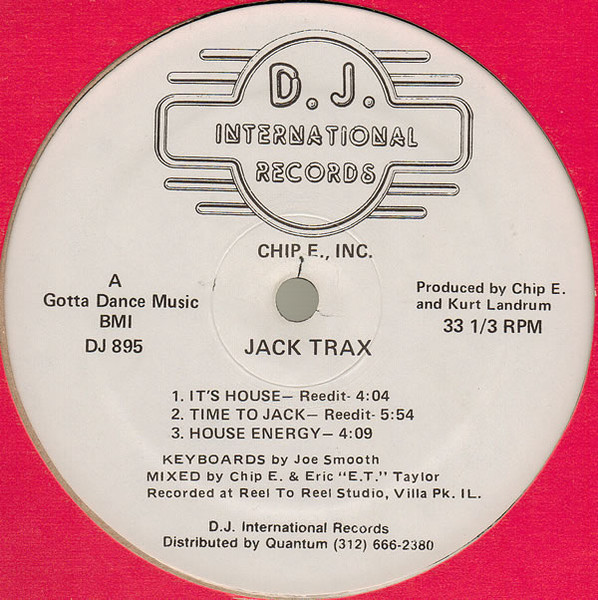 D. J.
INTERNATIONAL
RECORDS
CHIP E., INC.
A
Gotta Dance Music
BMI
DJ 895
Produced by Chip E.
and Kurt Landrum
33 1/3 RPM
JACK TRAX
1. IT'S HOUSE— Reedit- 4:04
2. TIME TO JACK— Reedit- 5:54
3. HOUSE ENERGY— 4:09
KEYBOARDS by Joe Smooth
MIXED by Chip E. & Eric "E.T." Taylor
Recorded at Reel To Reel Studio, Villa Pk. IL.
D.J. International Records
Distributed by Quantum (312) 666-2380